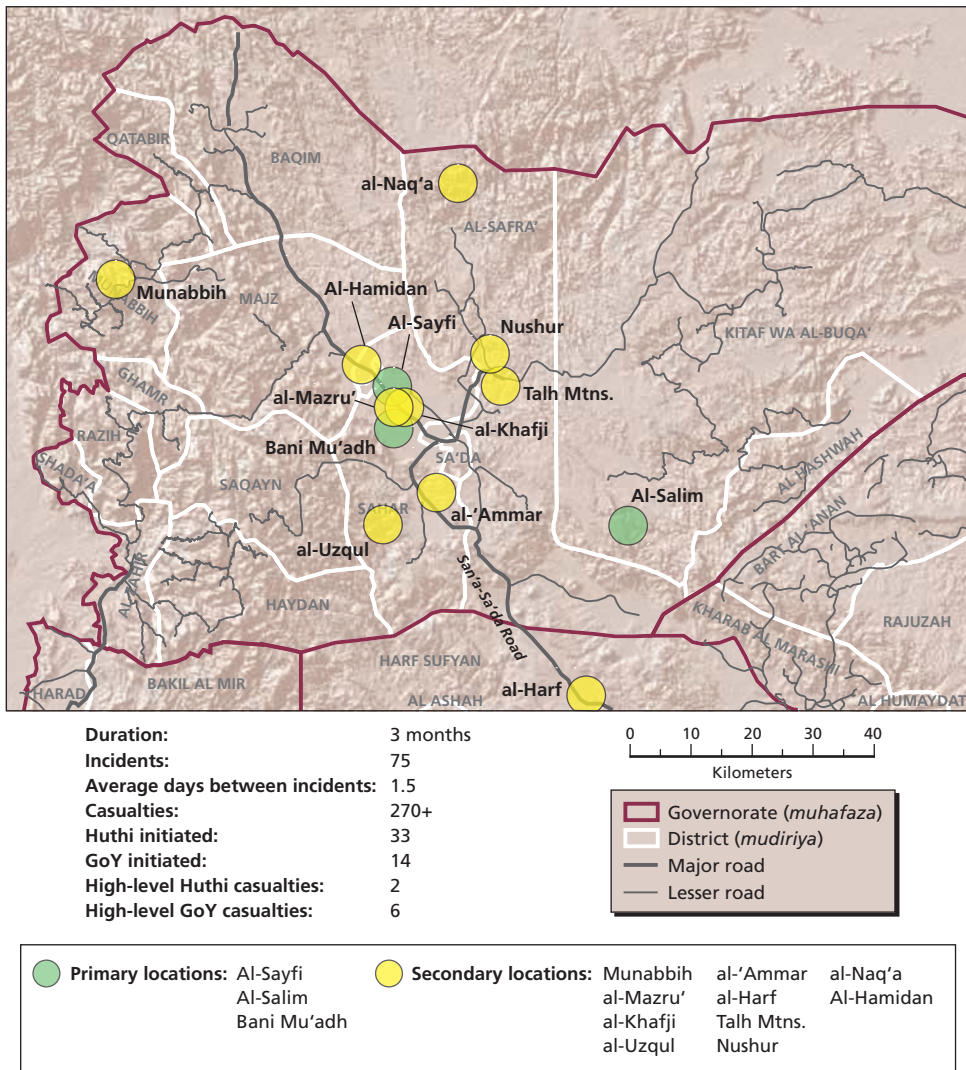 QATABIR
BAQIM
al-Naq‘a
AL-SAFRA’
Munabbih
MUNABBIH
MAJZ
Al-Hamidan
Al-Sayfi
Nushur
KITAF WA AL-BUQA’
GHAMR
al-Mazru’
Talh Mtns.
al-Khafji
RAZIH
Bani Mu‘adh
SA‘DA
SHADA’A
SAQAYN
Al-Salim
AL HASHWAH
SAHAR
al-‘Ammar
al-Uzqul
BART AL ‘ANAN
San‘a-Sa‘da Road
AL-ZAHIR
HAYDAN
KHARAB AL MARASHI
RAJUZAH
HARF SUFYAN
HARAD
BAKIL AL MIR
AL ASHAH
al-Harf
AL HUMAYDAT
Duration: 3 months
Incidents: 75
Average days between incidents: 1.5
Casualties: 270+
Huthi initiated: 33
GoY initiated: 14
High-level Huthi casualties: 2
High-level GoY casualties: 6
0 10 20 30 40
Kilometers
Governorate (muhafaza)
District (mudiriya)
Major road
Lesser road
Primary locations: Al-Sayfi
Al-Salim
Bani Mu‘adh
Secondary locations: Munabbih al-‘Ammar al-Naq‘a
al-Mazru’ al-Harf Al-Hamidan
al-Khafji Talh Mtns.
al-Uzqul Nushur